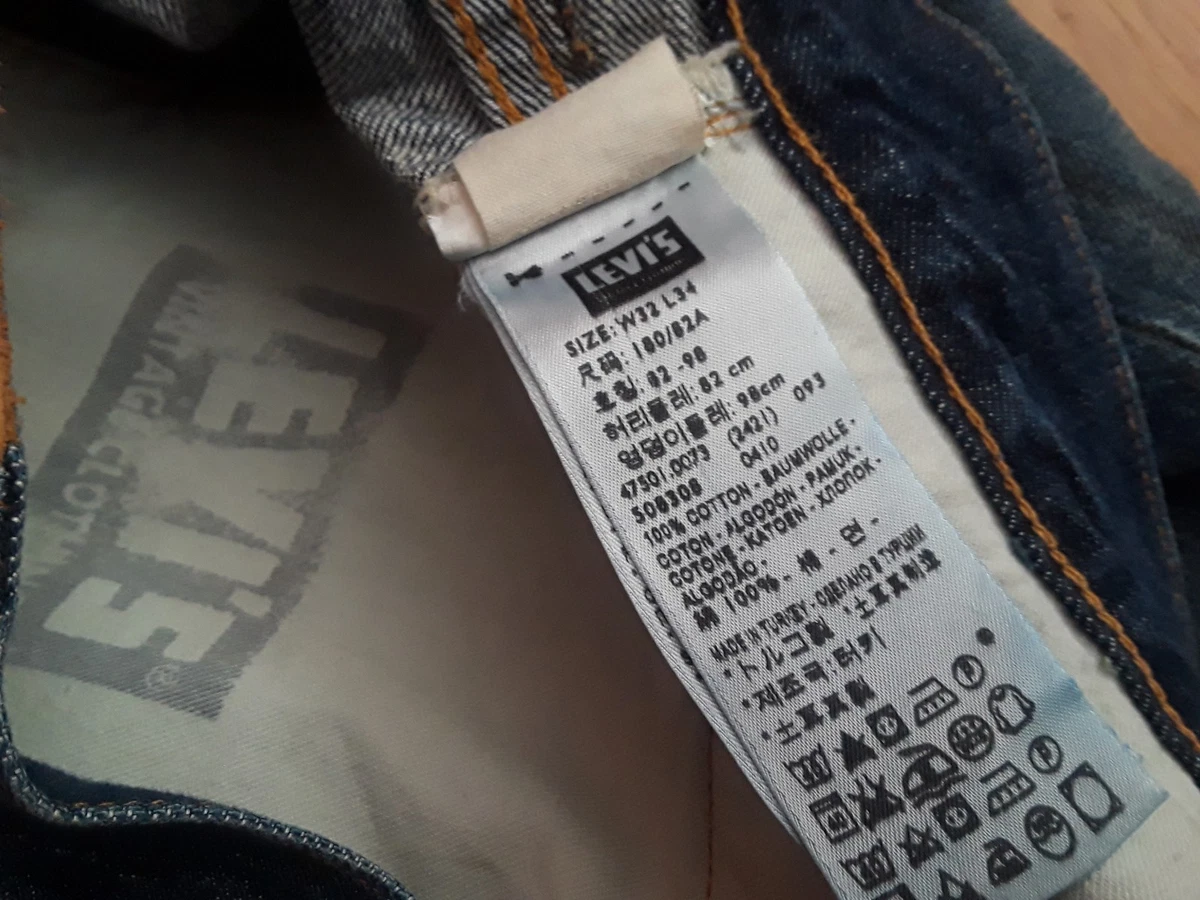 LEVI'S
SIZE: W32 L34
尺码: 180/82A
호칭: 82 -98
허리둘레: 82 cm
엉덩이둘레: 98cm
47501.0073 (2421) 093
508308 0410
100% COTTON - BAUMWOLLE -
COTON - ALGODÓN - PAMUK -
COTONE - KATOEN - ХЛОПОК -
ALGODÃO -
綿 100% - 棉 - 면 -
MADE IN TURKEY - СДЕЛАНО В ТУРЦИИ
・トルコ製 ・土耳其制造
・제조국: 터키
・土耳其製
LEVI'S ®
VINTAGE CLOTHING